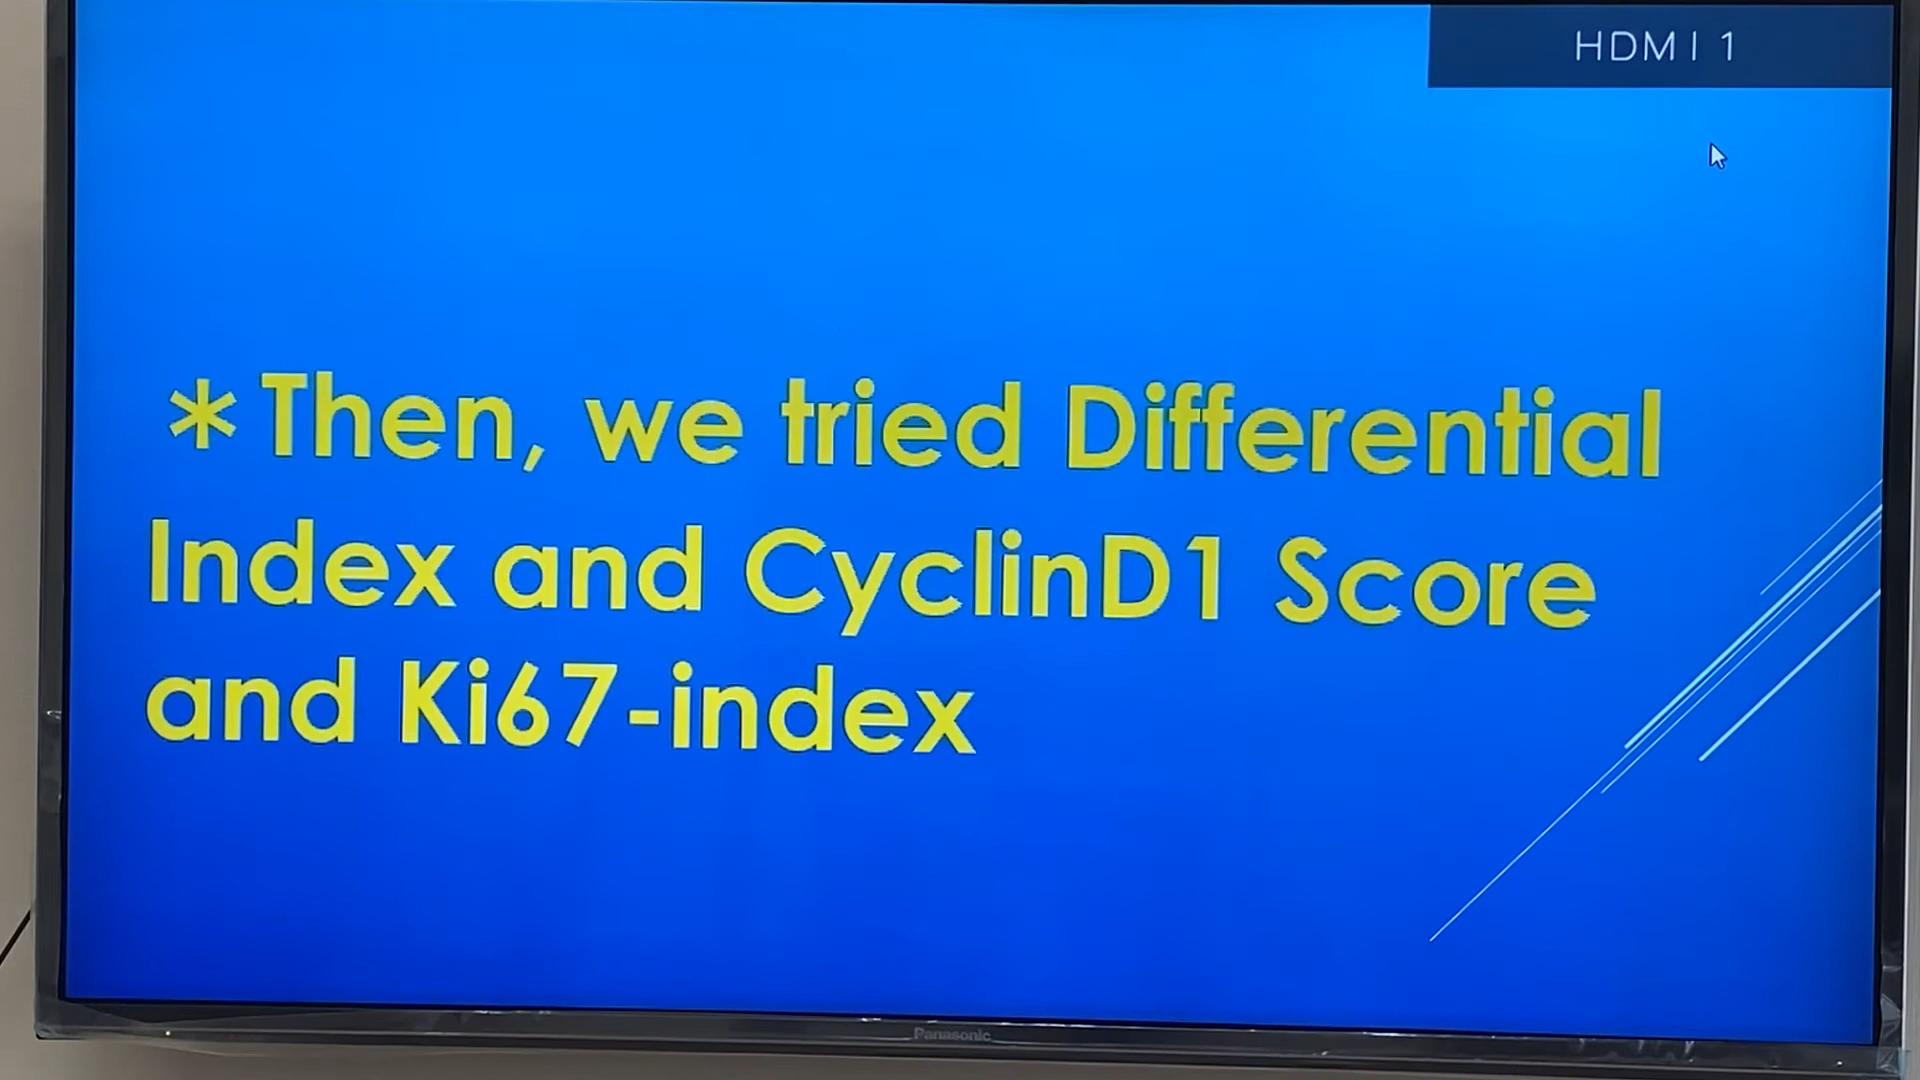 HDMI 1
*Then, we tried Differential
Index and CyclinD1 Score
and Ki67-index
Panasonic